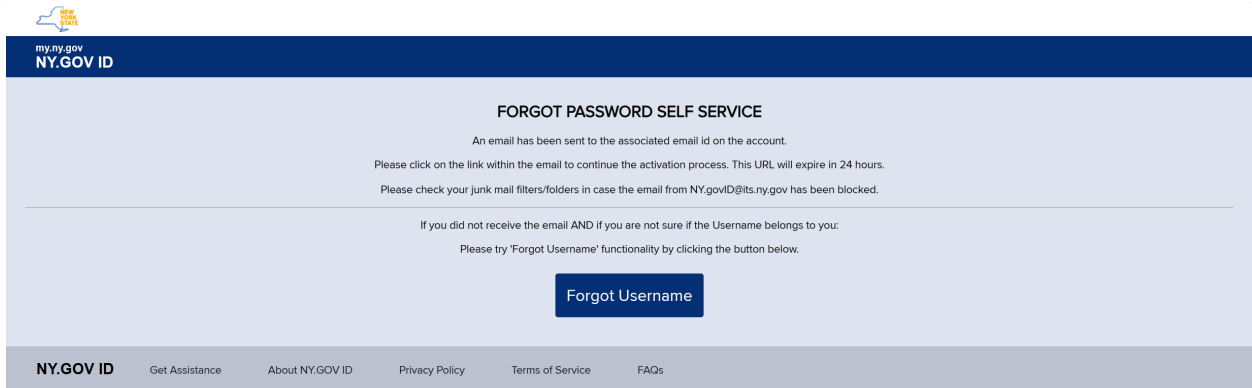 NEW
YORK
STATE
my.ny.gov
NY.GOV ID
FORGOT PASSWORD SELF SERVICE
An email has been sent to the associated email id on the account.
Please click on the link within the email to continue the activation process. This URL will expire in 24 hours.
Please check your junk mail filters/folders in case the email from NY.govID@its.ny.gov has been blocked.
If you did not receive the email AND if you are not sure if the Username belongs to you:
Please try 'Forgot Username' functionality by clicking the button below.
Forgot Username
NY.GOV ID Get Assistance About NY.GOV ID Privacy Policy Terms of Service FAQs